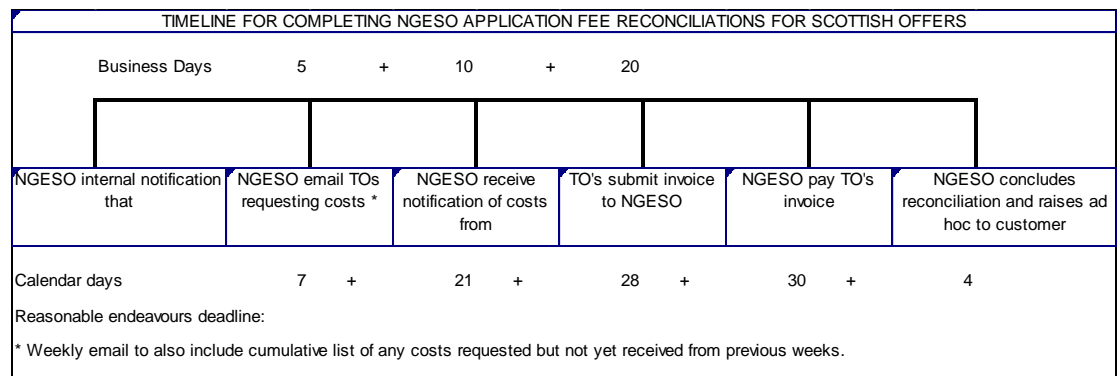 TIMELINE FOR COMPLETING NGESO APPLICATION FEE RECONCILIATIONS FOR SCOTTISH OFFERS
Business Days 5 + 10 + 20
NGESO internal notification
that
NGESO email TOs
requesting costs *
NGESO receive
notification of costs
from
TO's submit invoice
to NGESO
NGESO pay TO's
invoice
NGESO concludes
reconciliation and raises ad
hoc to customer
Calendar days 7 + 21 + 28 + 30 + 4
Reasonable endeavours deadline:
* Weekly email to also include cumulative list of any costs requested but not yet received from previous weeks.